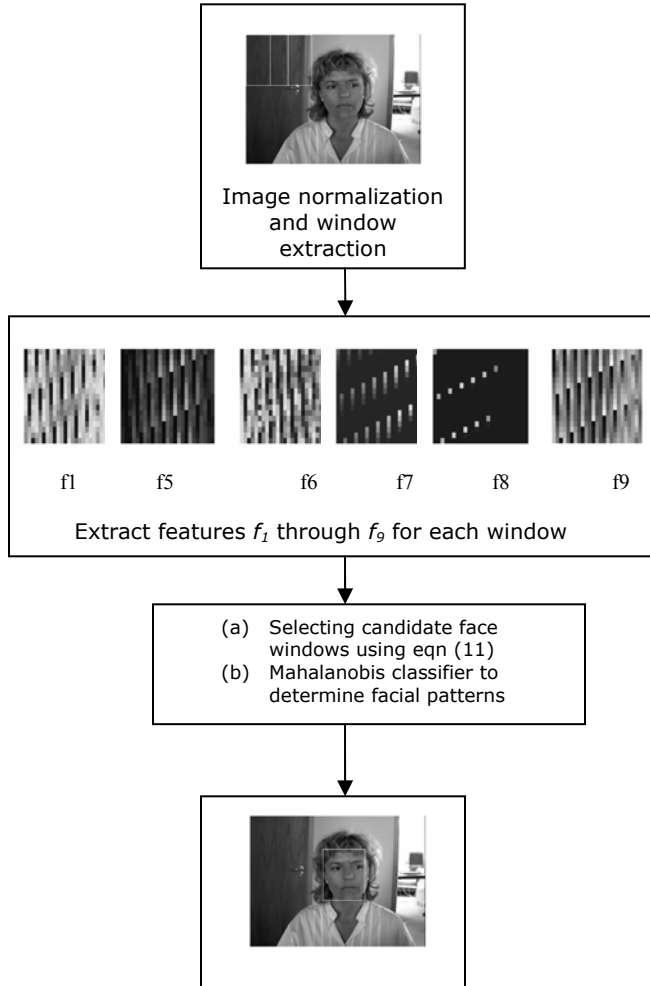 Image normalization
and window
extraction
f1 f5 f6 f7 f8 f9
Extract features f1 through f9 for each window
(a) Selecting candidate face
windows using eqn (11)
(b) Mahalanobis classifier to
determine facial patterns